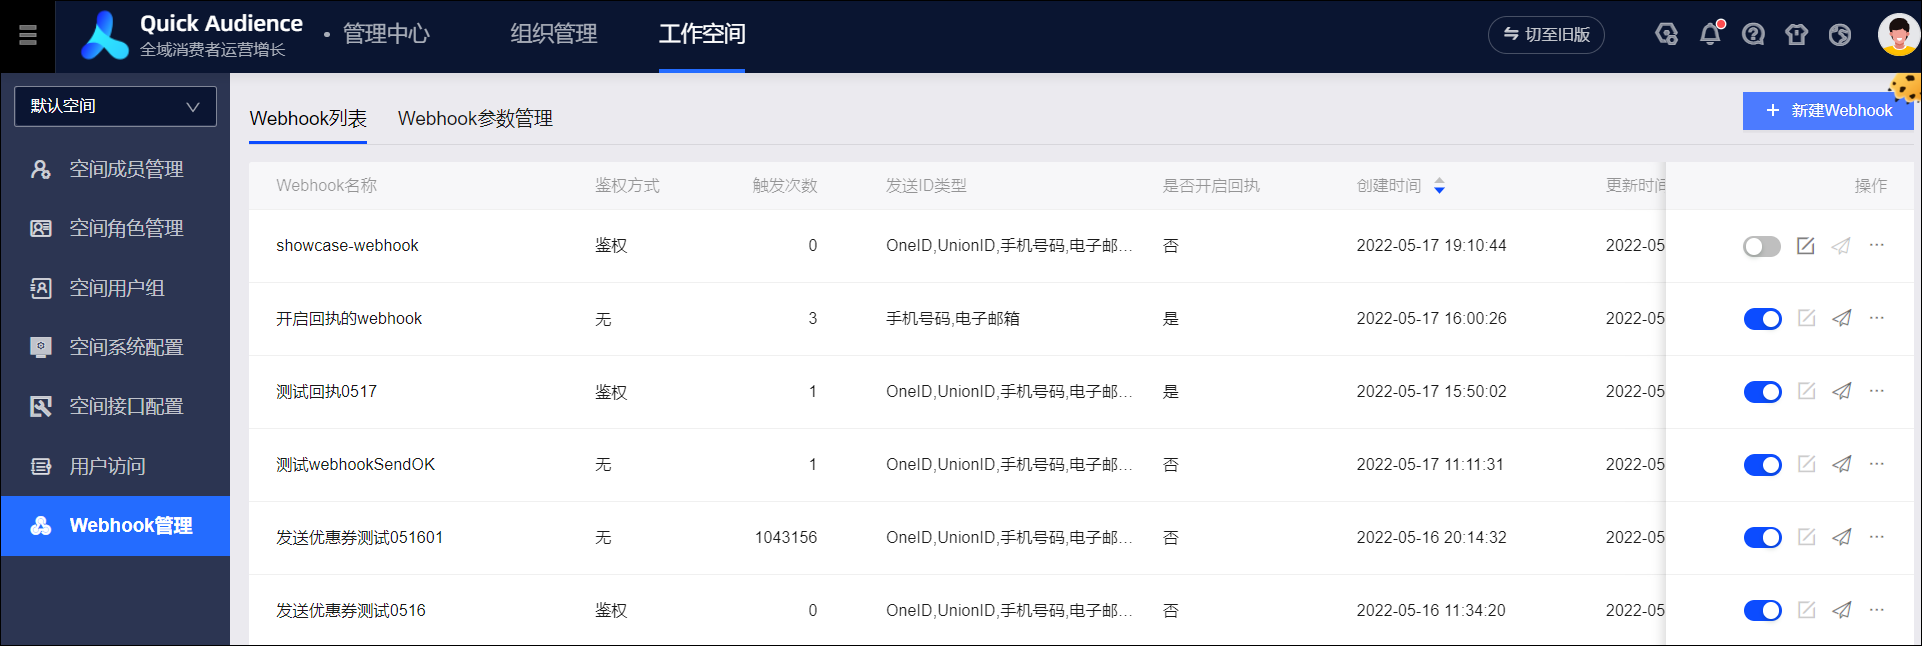 Quick Audience
全域消费者运营增长
管理中心
组织管理
工作空间
切至旧版
默认空间
空间成员管理
空间角色管理
空间用户组
空间系统配置
空间接口配置
用户访问
Webhook管理
Webhook列表 Webhook参数管理
+ 新建Webhook
Webhook名称 鉴权方式 触发次数 发送ID类型 是否开启回执 创建时间 更新时间 操作
showcase-webhook 鉴权 0 OneID,UnionID,手机号码,电子邮... 否 2022-05-17 19:10:44 2022-05
开启回执的webhook 无 3 手机号码,电子邮箱 是 2022-05-17 16:00:26 2022-05
测试回执0517 鉴权 1 OneID,UnionID,手机号码,电子邮... 是 2022-05-17 15:50:02 2022-05
测试webhookSendOK 无 1 OneID,UnionID,手机号码,电子邮... 否 2022-05-17 11:11:31 2022-05
发送优惠券测试051601 无 1043156 OneID,UnionID,手机号码,电子邮... 否 2022-05-16 20:14:32 2022-05
发送优惠券测试0516 鉴权 0 OneID,UnionID,手机号码,电子邮... 否 2022-05-16 11:34:20 2022-05